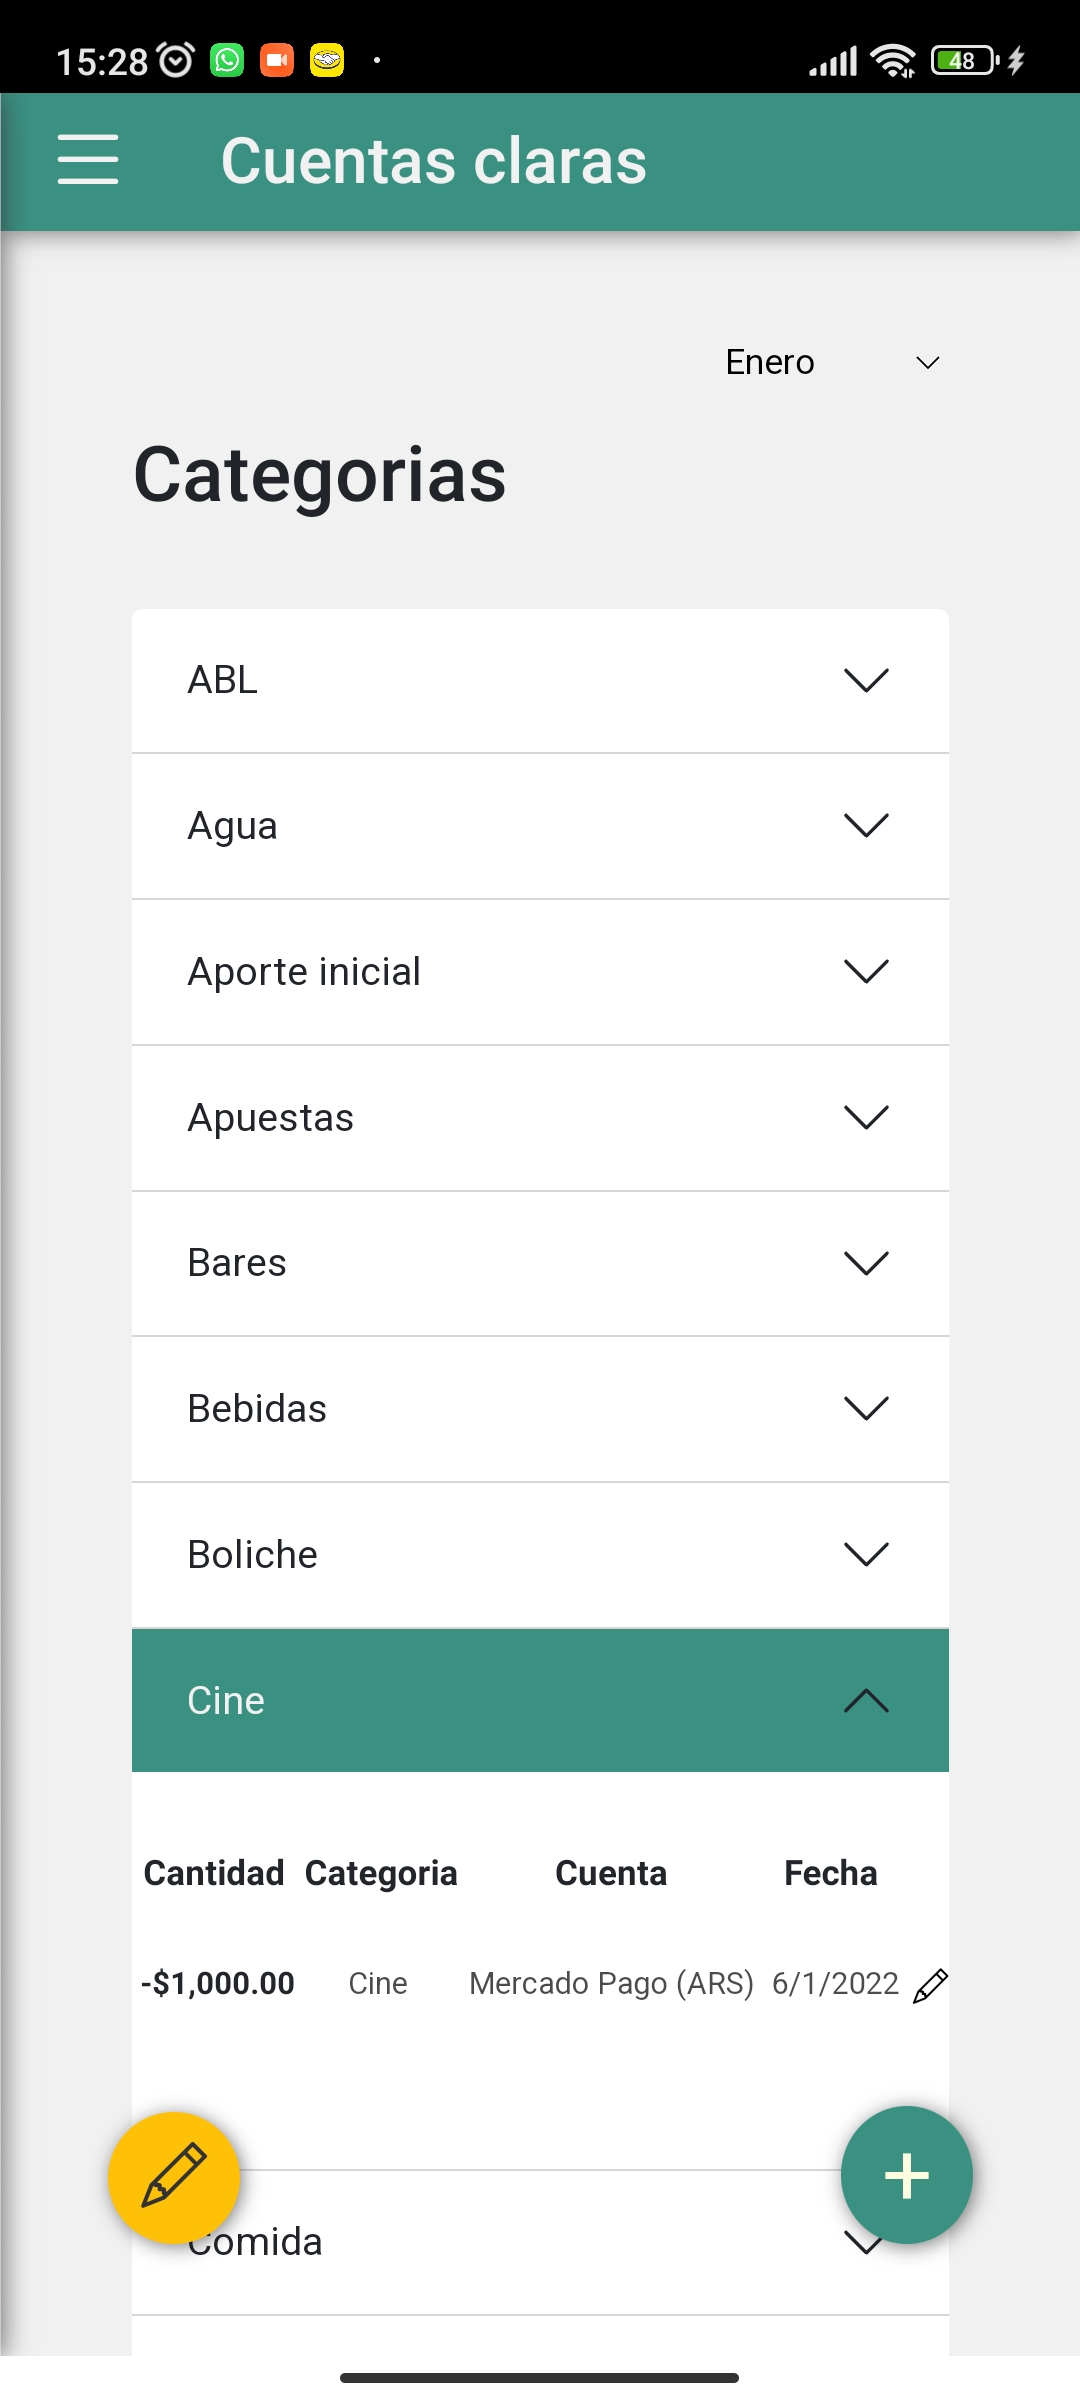 15:28 48
Cuentas claras
Enero
Categorias
ABL
Agua
Aporte inicial
Apuestas
Bares
Bebidas
Boliche
Cine
Cantidad Categoria Cuenta Fecha
-$1,000.00 Cine Mercado Pago (ARS) 6/1/2022
+
Comida